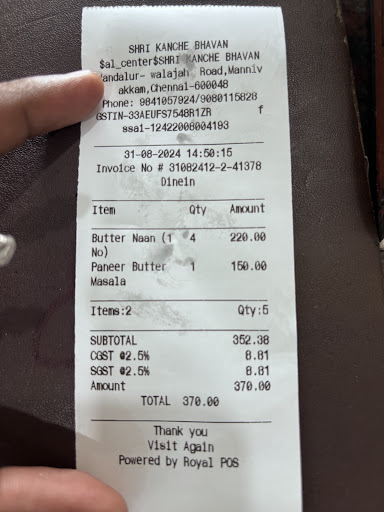 SHRI KANCHE BHAVAN
$al_center$SHRI KANCHE BHAVAN
Vandalur- walajah Road,Manniv
akkam,Chennai-600048
Phone: 9841057924/9080115828
GSTIN-33AEUFS7548R1ZR f
ssai-12422008004193
31-08-2024 14:50:15
Invoice No # 31082412-2-41378
Dinein
Item Qty Amount
Butter Naan (1 4 220.00
No)
Paneer Butter 1 150.00
Masala
Items:2 Qty:5
SUBTOTAL 352.38
CGST @2.5% 8.81
SGST @2.5% 8.81
Amount 370.00
TOTAL 370.00
Thank you
Visit Again
Powered by Royal POS